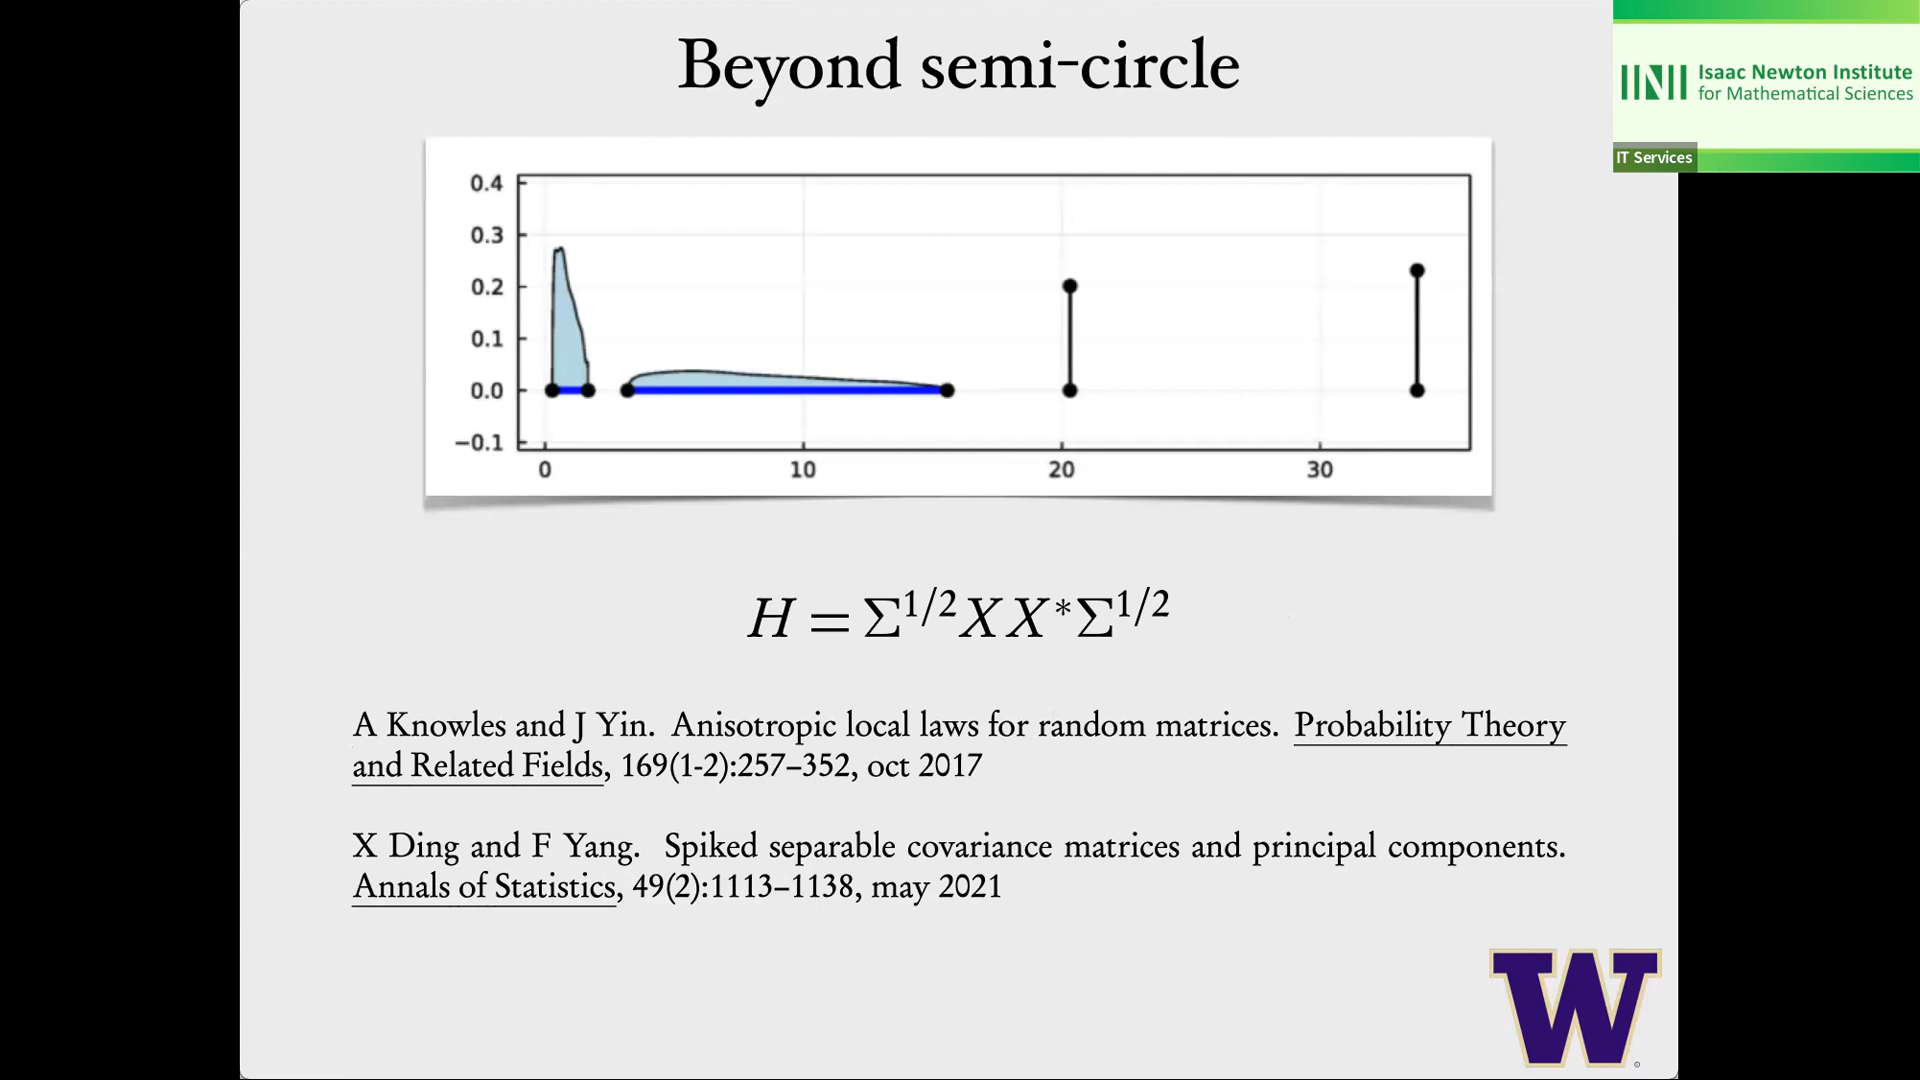 Beyond semi-circle
Isaac Newton Institute
for Mathematical Sciences
IT Services
0.4
0.3
0.2
0.1
0.0
−0.1
0 10 20 30
H = Σ^{1/2}XX*Σ^{1/2}
A Knowles and J Yin. Anisotropic local laws for random matrices. Probability Theory
and Related Fields, 169(1-2):257–352, oct 2017
X Ding and F Yang. Spiked separable covariance matrices and principal components.
Annals of Statistics, 49(2):1113–1138, may 2021
W